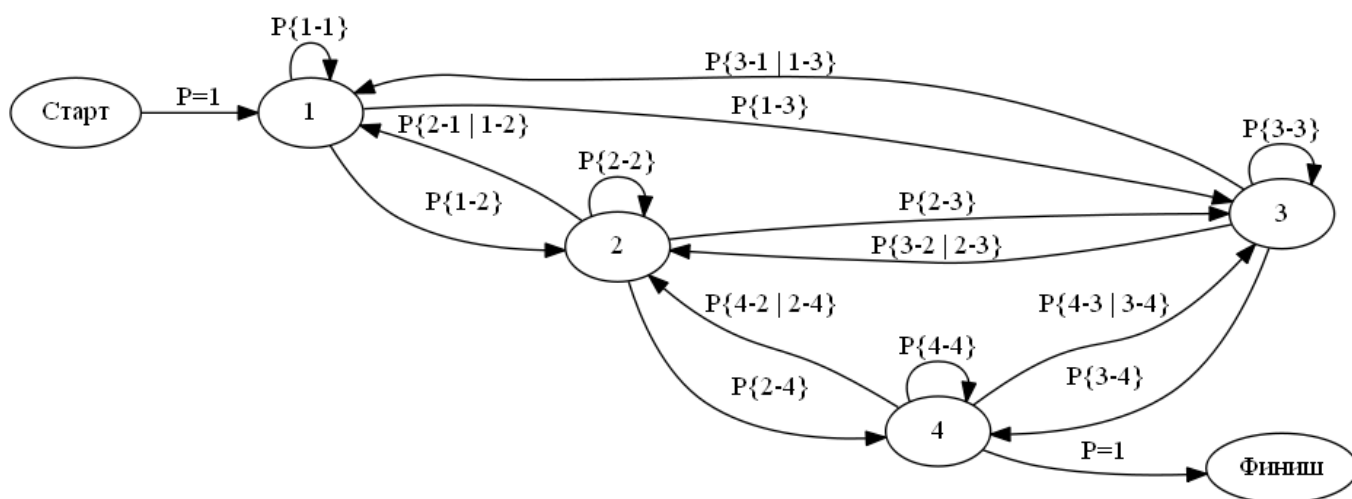 P{1-1}
P{3-1 | 1-3}
Старт
P=1
1
P{1-3}
P{2-1 | 1-2}
P{3-3}
P{2-2}
P{1-2}
P{2-3}
3
2
P{3-2 | 2-3}
P{4-2 | 2-4}
P{4-3 | 3-4}
P{4-4}
P{2-4}
P{3-4}
4
P=1
Финиш